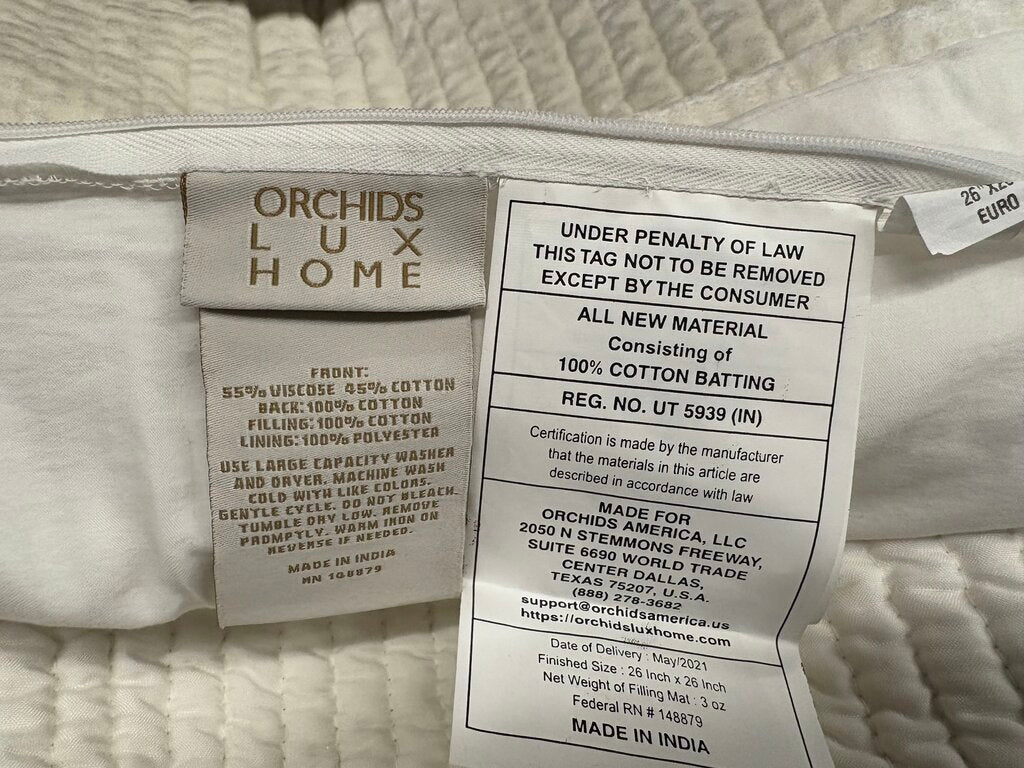 ORCHIDS
LUX
HOME
FRONT:
55% VISCOSE 45% COTTON
BACK:100% COTTON
FILLING:100% COTTON
LINING:100% POLYESTER
USE LARGE CAPACITY WASHER
AND DRYER. MACHINE WASH
COLD WITH LIKE COLORS.
GENTLE CYCLE. DO NOT BLEACH.
TUMBLE DRY LOW. REMOVE
PROMPTLY. WARM IRON ON
REVERSE IF NEEDED.
MADE IN INDIA
RN 148879
UNDER PENALTY OF LAW
THIS TAG NOT TO BE REMOVED
EXCEPT BY THE CONSUMER
ALL NEW MATERIAL
Consisting of
100% COTTON BATTING
REG. NO. UT 5939 (IN)
Certification is made by the manufacturer
that the materials in this article are
described in accordance with law
MADE FOR
ORCHIDS AMERICA, LLC
2050 N STEMMONS FREEWAY,
SUITE 6690 WORLD TRADE
CENTER DALLAS,
TEXAS 75207, U.S.A.
(888) 278-3682
support@orchidsamerica.us
https://orchidsluxhome.com
Date of Delivery : May/2021
Finished Size : 26 Inch x 26 Inch
Net Weight of Filling Mat : 3 oz
Federal RN # 148879
MADE IN INDIA
26"
EURO